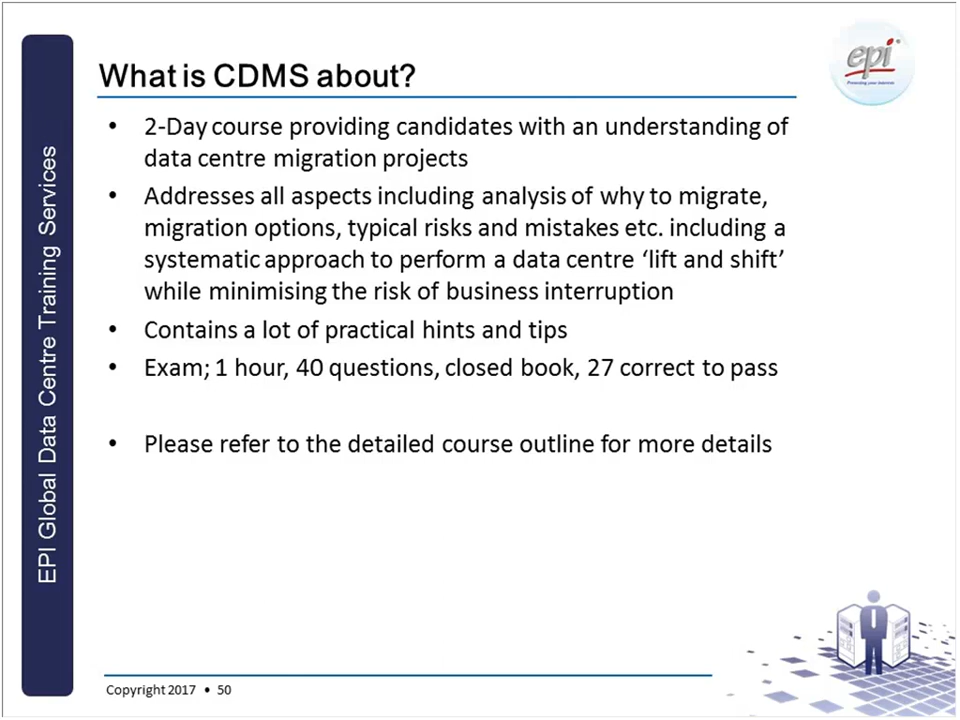 What is CDMS about?
epi
• 2-Day course providing candidates with an understanding of
data centre migration projects
• Addresses all aspects including analysis of why to migrate,
migration options, typical risks and mistakes etc. including a
systematic approach to perform a data centre ‘lift and shift’
while minimising the risk of business interruption
• Contains a lot of practical hints and tips
• Exam; 1 hour, 40 questions, closed book, 27 correct to pass
• Please refer to the detailed course outline for more details
EPI Global Data Centre Training Services
Copyright 2017 • 50